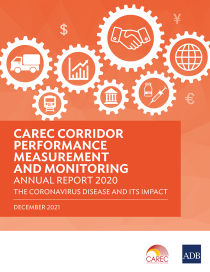 $
¥
€
CAREC CORRIDOR
PERFORMANCE
MEASUREMENT
AND MONITORING
ANNUAL REPORT 2020
THE CORONAVIRUS DISEASE AND ITS IMPACT
DECEMBER 2021
CAREC
ADB